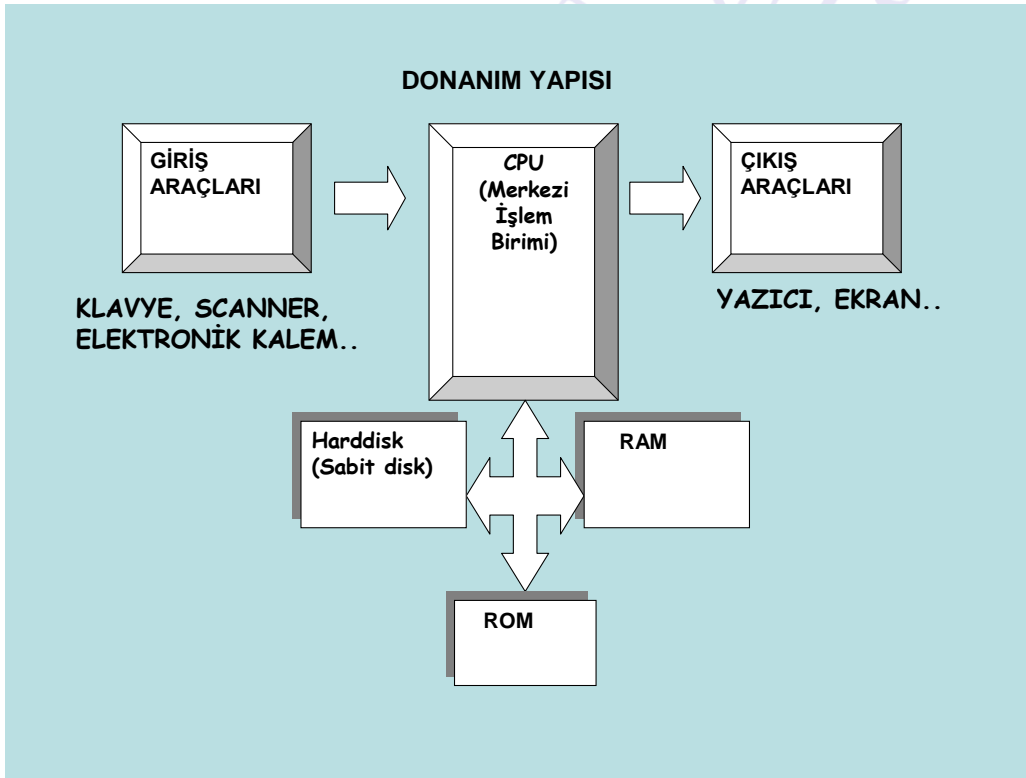 DONANIM YAPISI
GİRİŞ
ARAÇLARI
CPU
(Merkezi
İşlem
Birimi)
ÇIKIŞ
ARAÇLARI
KLAVYE, SCANNER,
ELEKTRONİK KALEM..
YAZICI, EKRAN..
Harddisk
(Sabit disk)
RAM
ROM